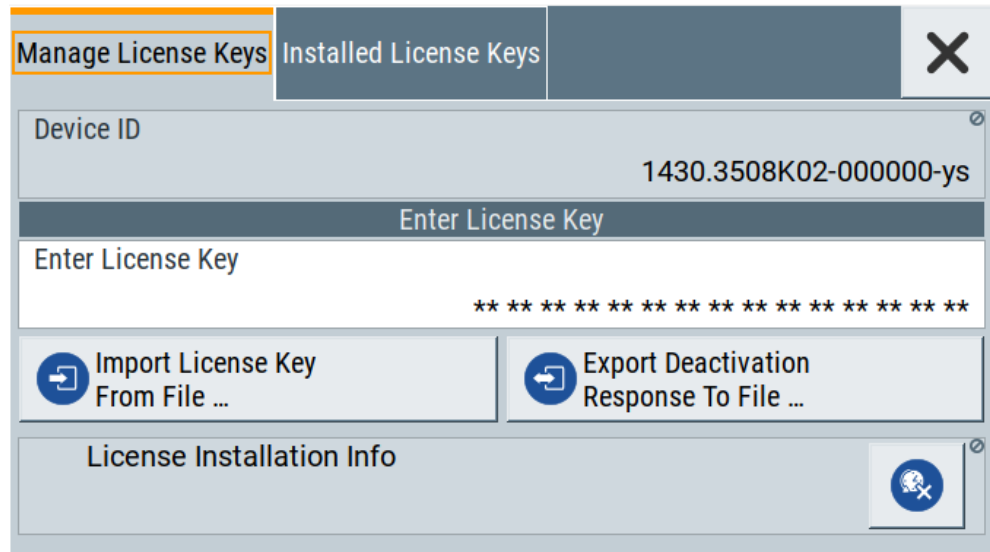 Manage License Keys Installed License Keys
Device ID
1430.3508K02-000000-ys
Enter License Key
Enter License Key
** ** ** ** ** ** ** ** ** ** ** ** ** ** **
Import License Key
From File ...
Export Deactivation
Response To File ...
License Installation Info